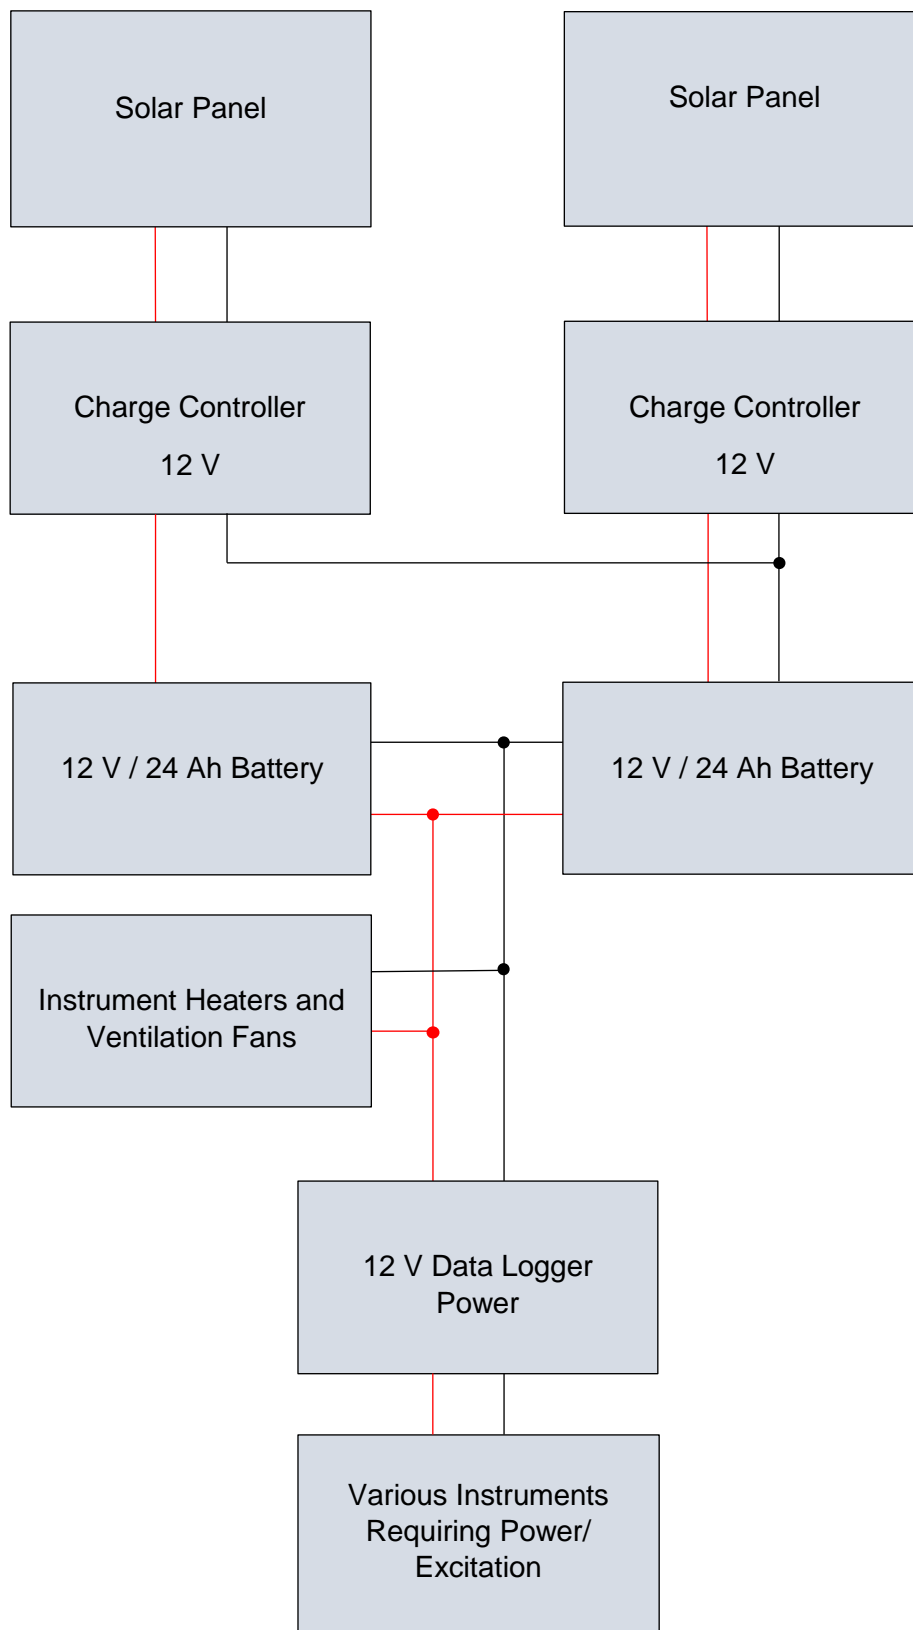 Solar Panel
Solar Panel
Charge Controller
12 V
Charge Controller
12 V
12 V / 24 Ah Battery
12 V / 24 Ah Battery
Instrument Heaters and
Ventilation Fans
12 V Data Logger
Power
Various Instruments
Requiring Power/
Excitation